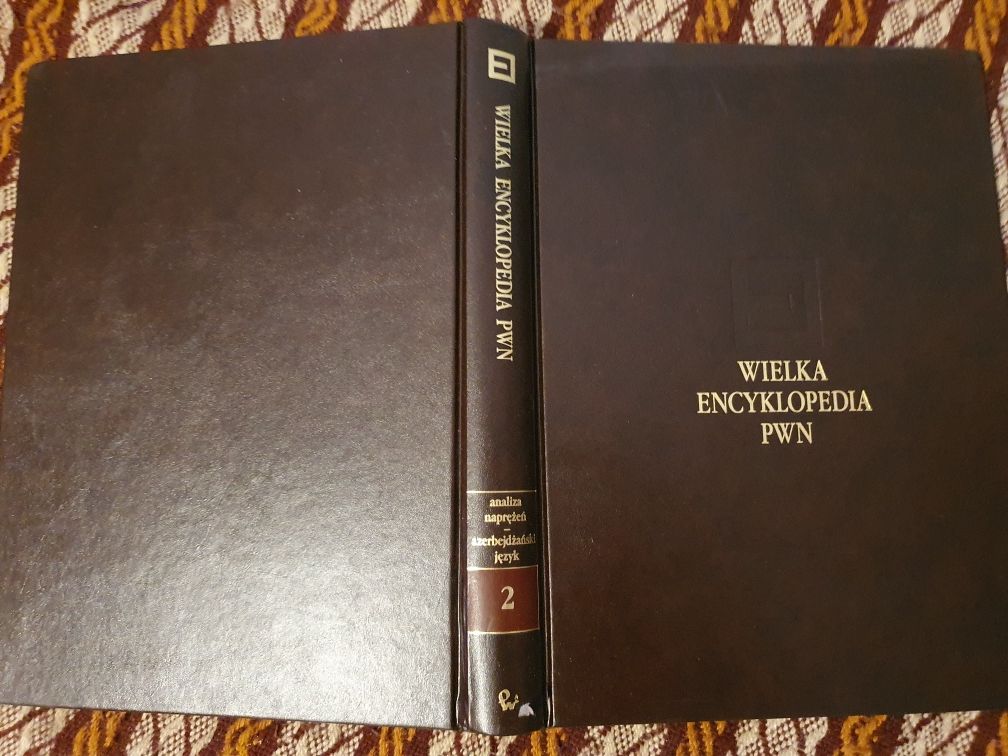 WIELKA ENCYKLOPEDIA PWN
analiza
naprężeń
–
azerbejdżański
język
2
WIELKA
ENCYKLOPEDIA
PWN